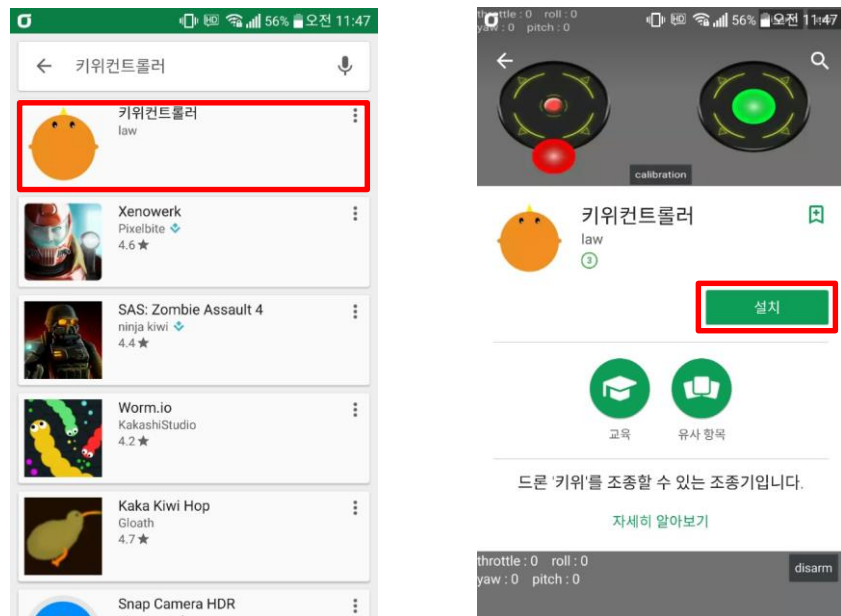 56% 오전 11:47
키위컨트롤러
키위컨트롤러
law
Xenowerk
Pixelbite
4.6 ★
SAS: Zombie Assault 4
ninja kiwi
4.4 ★
Worm.io
KakashiStudio
4.2 ★
Kaka Kiwi Hop
Gloath
4.7 ★
Snap Camera HDR
throttle : 0 roll : 0
yaw : 0 pitch : 0
56% 오전 11:47
calibration
키위컨트롤러
law
3
설치
교육
유사 항목
드론 '키위'를 조종할 수 있는 조종기입니다.
자세히 알아보기
throttle : 0 roll : 0
yaw : 0 pitch : 0
disarm